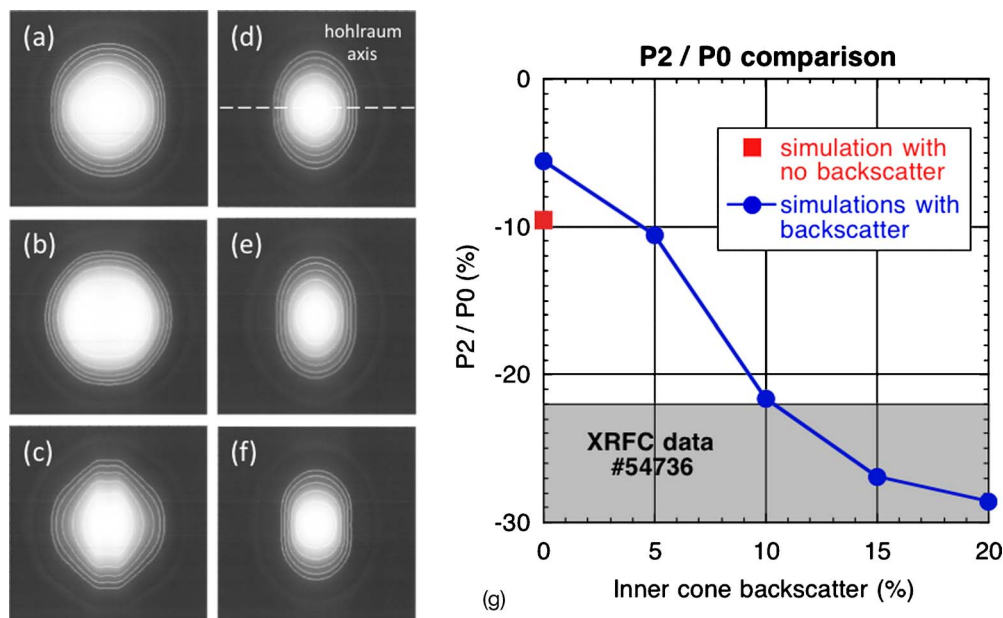 (a)
(d)
hohlraum
axis
(b)
(e)
(c)
(f)
P2 / P0 comparison
0
-10
-20
-30
P2 / P0 (%)
simulation with
no backscatter
simulations with
backscatter
XRFC data
#54736
0
5
10
15
20
Inner cone backscatter (%)
(g)